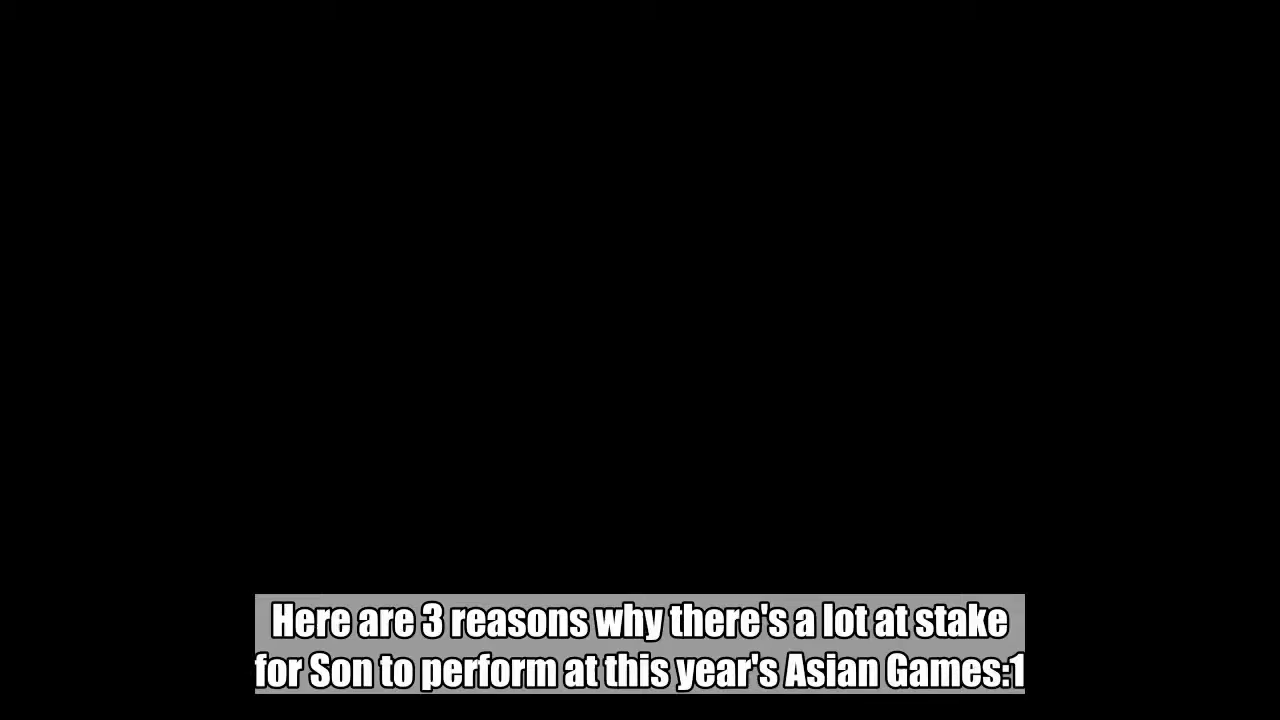 Here are 3 reasons why there's a lot at stake
for Son to perform at this year's Asian Games:1